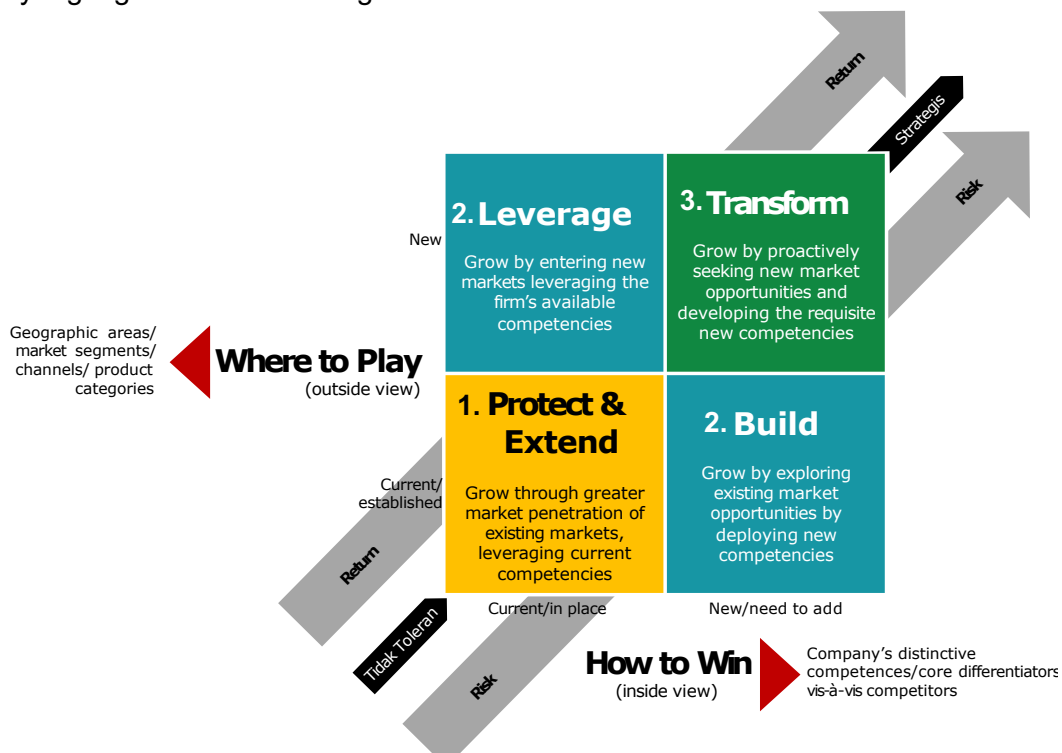 Return
Strategis
Risk
2. Leverage
Grow by entering new
markets leveraging the
firm's available
competencies
3. Transform
Grow by proactively
seeking new market
opportunities and
developing the requisite
new competencies
New
Geographic areas/
market segments/
channels/ product
categories
Where to Play
(outside view)
1. Protect &
Extend
Grow through greater
market penetration of
existing markets,
leveraging current
competencies
2. Build
Grow by exploring
existing market
opportunities by
deploying new
competencies
Current/
established
Return
Tidak Toleran
Risk
Current/in place
New/need to add
How to Win
(inside view)
Company's distinctive
competences/core differentiators
vis-à-vis competitors